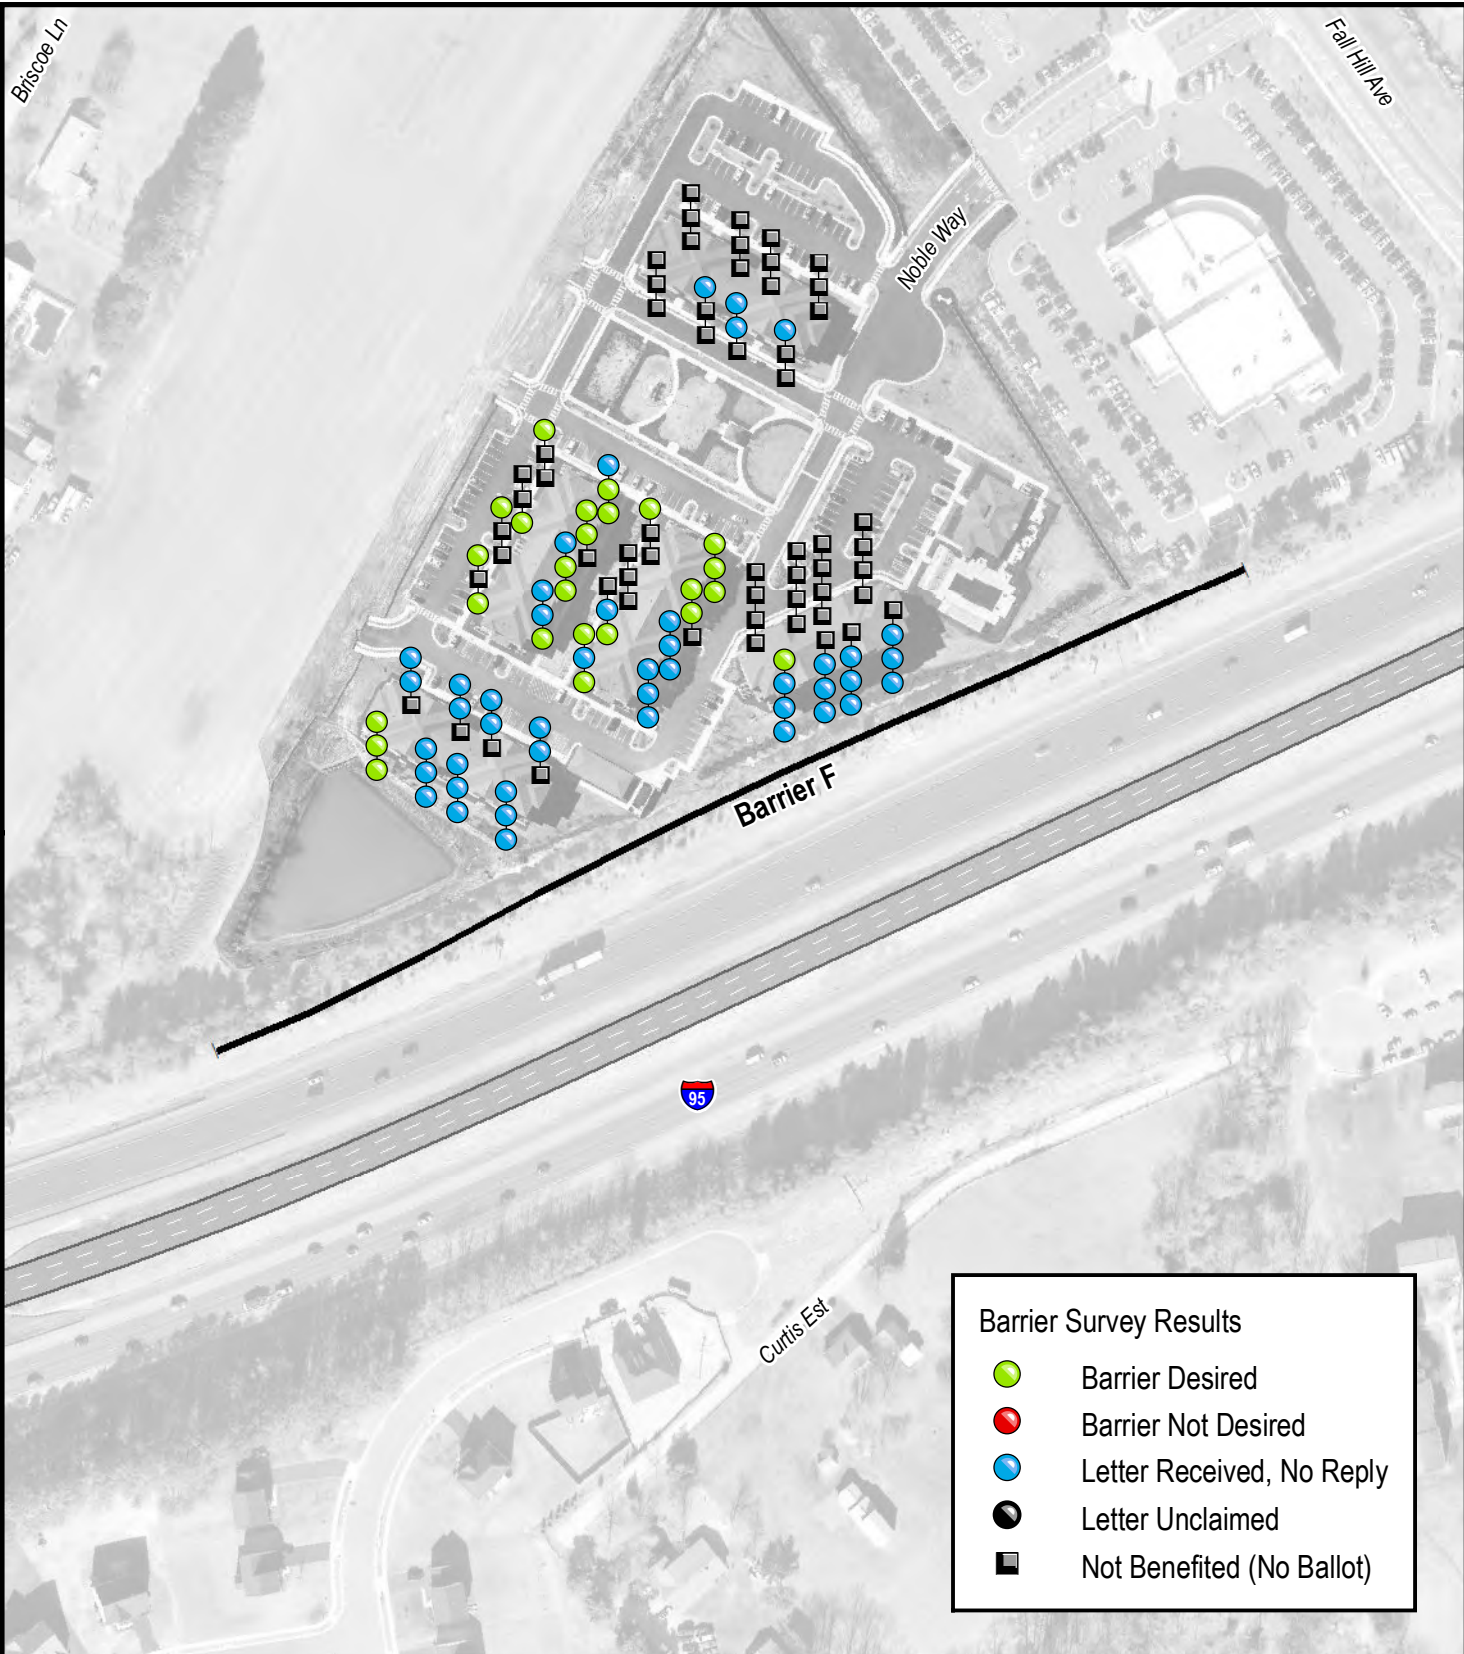 Briscoe Ln
Fall Hill Ave
Noble Way
Barrier F
95
Curtis Est
Barrier Survey Results
Barrier Desired
Barrier Not Desired
Letter Received, No Reply
Letter Unclaimed
Not Benefited (No Ballot)